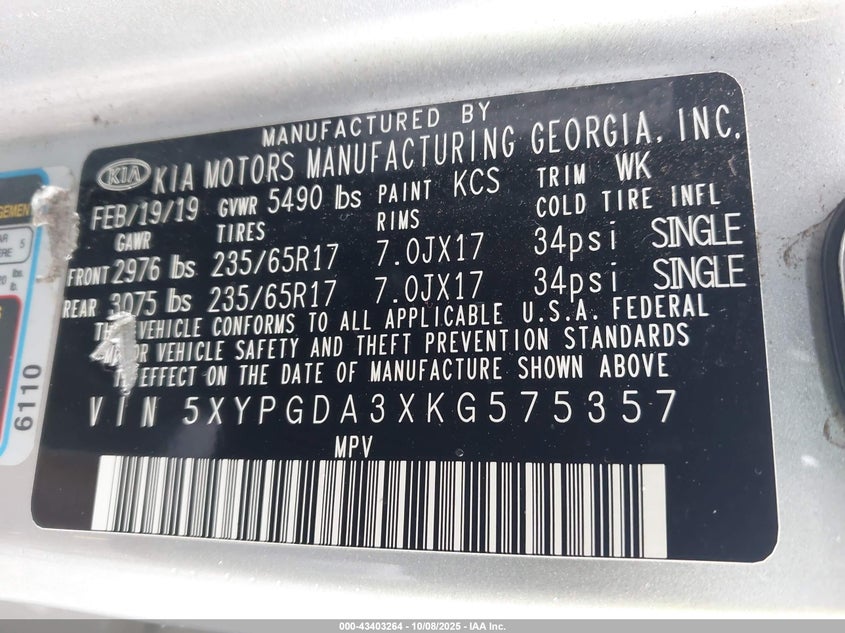 MANUFACTURED BY
KIA KIA MOTORS MANUFACTURING GEORGIA, INC.
FEB/19/19 GVWR 5490 lbs PAINT KCS TRIM WK
GAWR TIRES RIMS COLD TIRE INFL
FRONT 2976 lbs 235/65R17 7.0JX17 34psi SINGLE
REAR 3075 lbs 235/65R17 7.0JX17 34psi SINGLE
VEHICLE CONFORMS TO ALL APPLICABLE U.S.A. FEDERAL
VEHICLE SAFETY AND THEFT PREVENTION STANDARDS
EFFECT ON THE DATE OF MANUFACTURE SHOWN ABOVE
VIN 5XYPGDA3XKG575357
MPV
6110
000-43403264 - 10/08/2025 - IAA Inc.